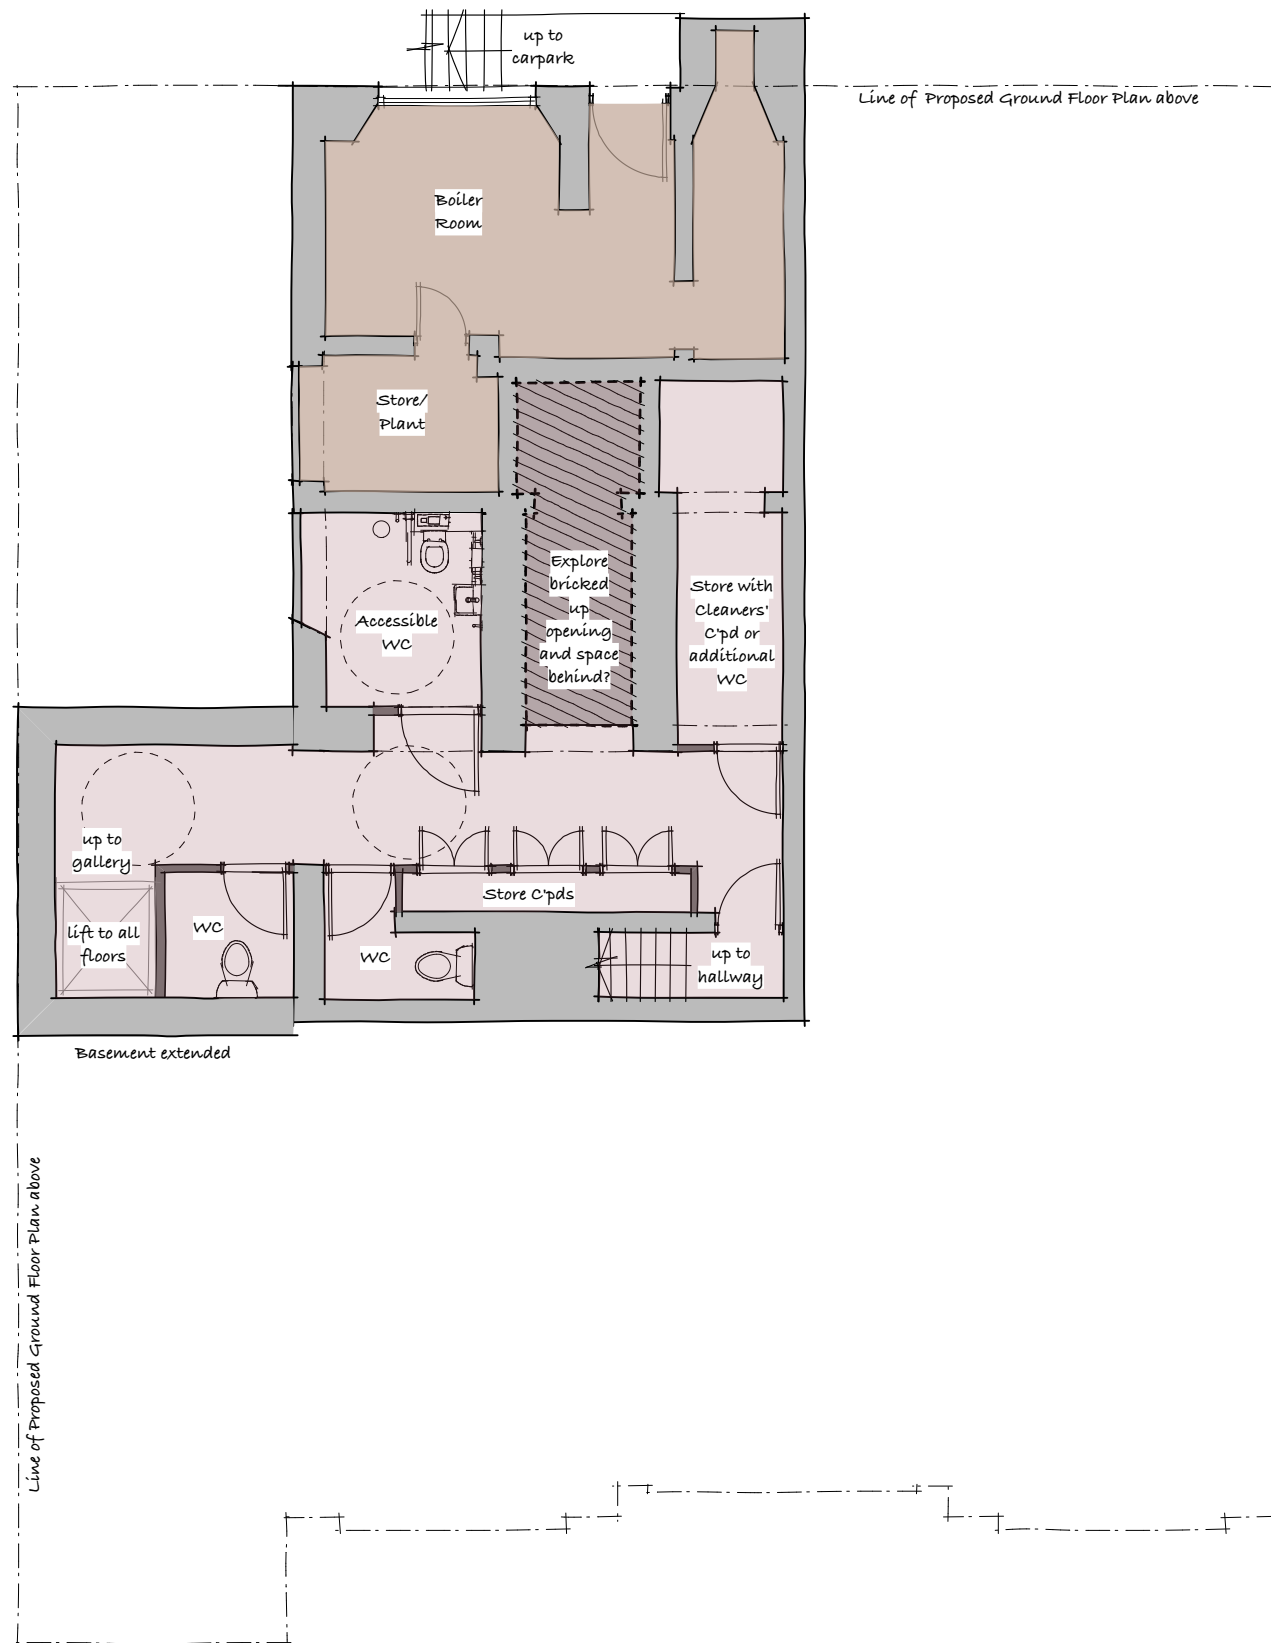 up to
carpark
Line of Proposed Ground Floor Plan above
Boiler
Room
Store/
Plant
Explore
bricked
up
opening
and space
behind?
Store with
Cleaners'
C'pd or
additional
WC
Accessible
WC
up to
gallery
lift to all
floors
WC
WC
Store C'pds
up to
hallway
Basement extended
Line of Proposed Ground Floor Plan above